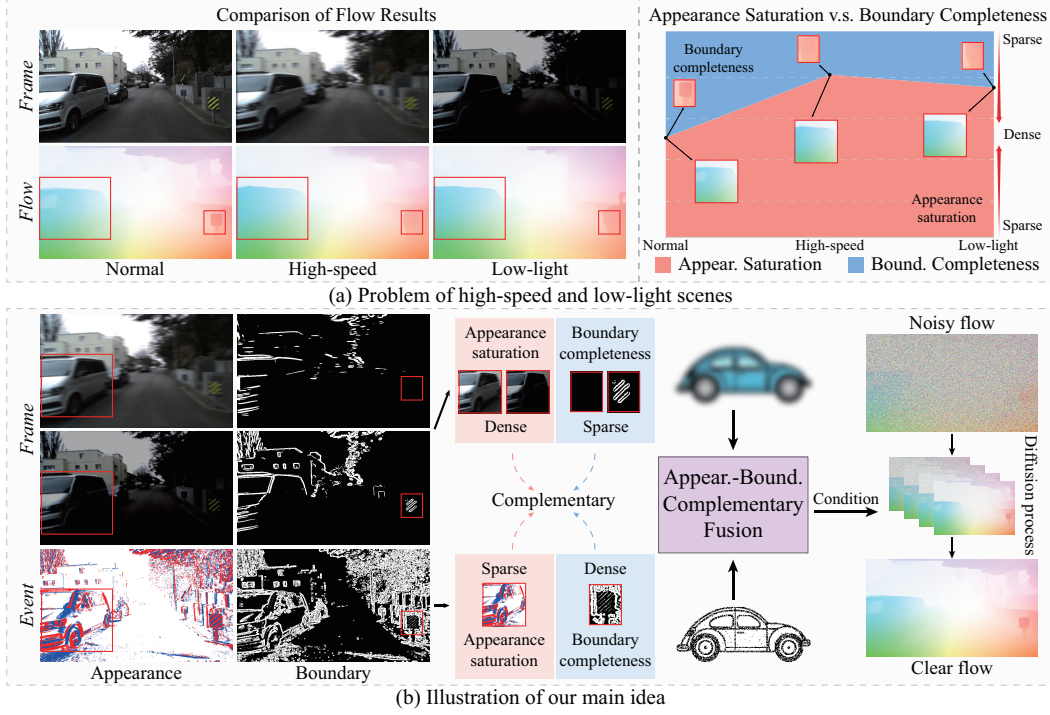 Comparison of Flow Results
Frame
Flow
Normal
High-speed
Low-light
Appearance Saturation v.s. Boundary Completeness
Boundary
completeness
Appearance
saturation
Sparse
Dense
Sparse
Normal
High-speed
Low-light
Appear. Saturation
Bound. Completeness
(a) Problem of high-speed and low-light scenes
Frame
Event
Appearance
Boundary
Appearance
saturation
Dense
Boundary
completeness
Sparse
Complementary
Sparse
Appearance
saturation
Dense
Boundary
completeness
Appear.-Bound.
Complementary
Fusion
Condition
Noisy flow
Diffusion process
Clear flow
(b) Illustration of our main idea